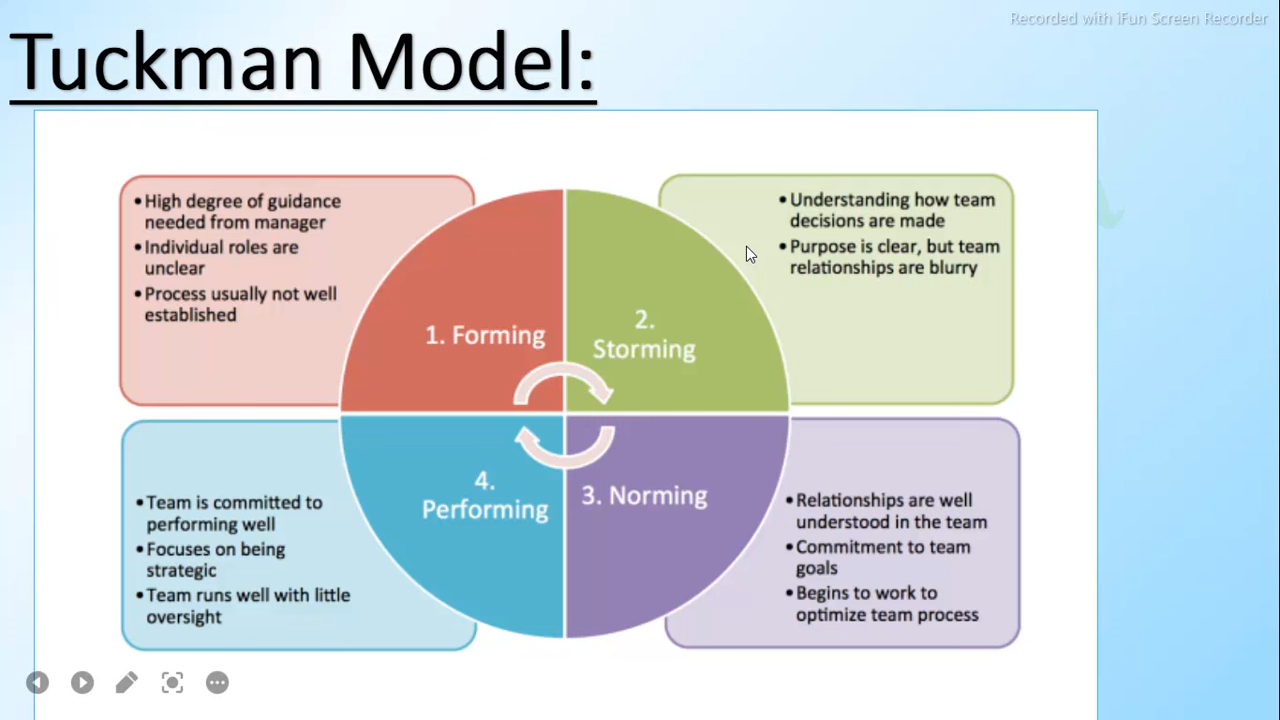 Recorded with iFun Screen Recorder
Tuckman Model:
• High degree of guidance
needed from manager
• Individual roles are
unclear
• Process usually not well
established
• Understanding how team
decisions are made
• Purpose is clear, but team
relationships are blurry
1. Forming
2.
Storming
4.
Performing
3. Norming
• Team is committed to
performing well
• Focuses on being
strategic
• Team runs well with little
oversight
• Relationships are well
understood in the team
• Commitment to team
goals
• Begins to work to
optimize team process